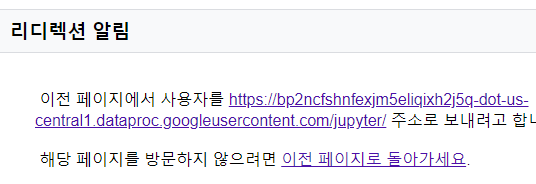 리디렉션 알림
이전 페이지에서 사용자를 https://bp2ncfshnfexjm5eliqixh2j5q-dot-us-
central1.dataproc.googleusercontent.com/jupyter/ 주소로 보내려고 합니
해당 페이지를 방문하지 않으려면 이전 페이지로 돌아가세요.